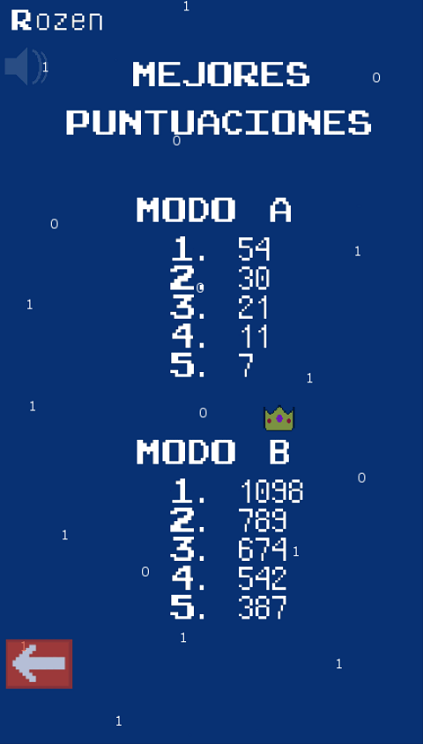 Rozen
MEJORES
PUNTUACIONES
MODO A
1. 54
2. 30
3. 21
4. 11
5. 7
MODO B
1. 1098
2. 789
3. 674
4. 542
5. 387